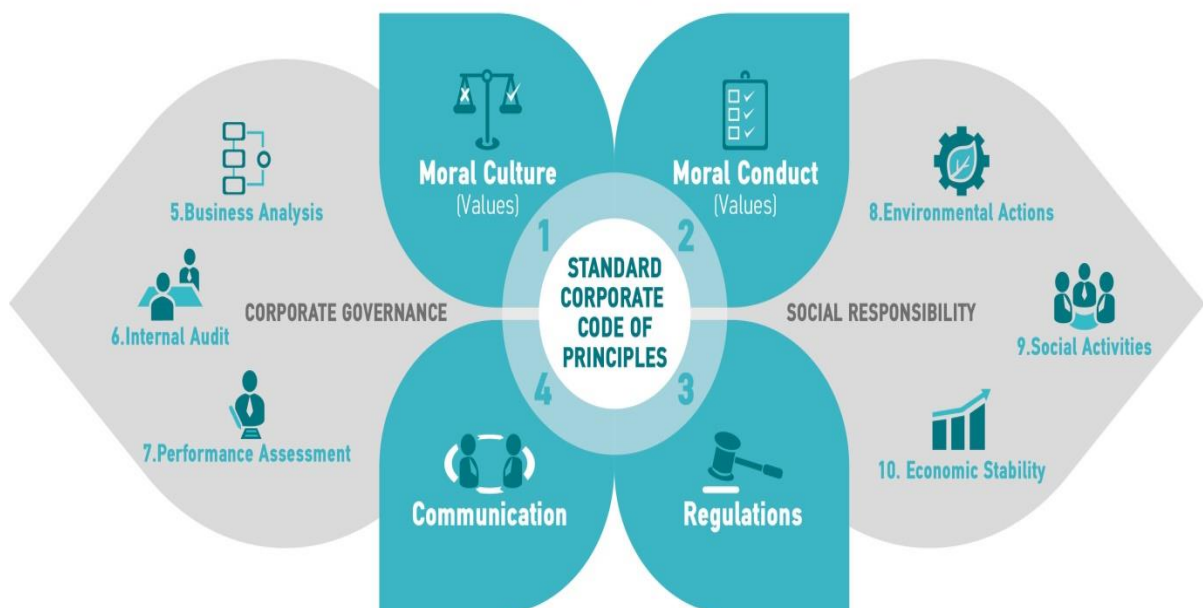 Moral Culture
(Values)
1
Moral Conduct
(Values)
2
STANDARD
CORPORATE
CODE OF
PRINCIPLES
4
Communication
3
Regulations
CORPORATE GOVERNANCE
5.Business Analysis
6.Internal Audit
7.Performance Assessment
SOCIAL RESPONSIBILITY
8.Environmental Actions
9.Social Activities
10. Economic Stability